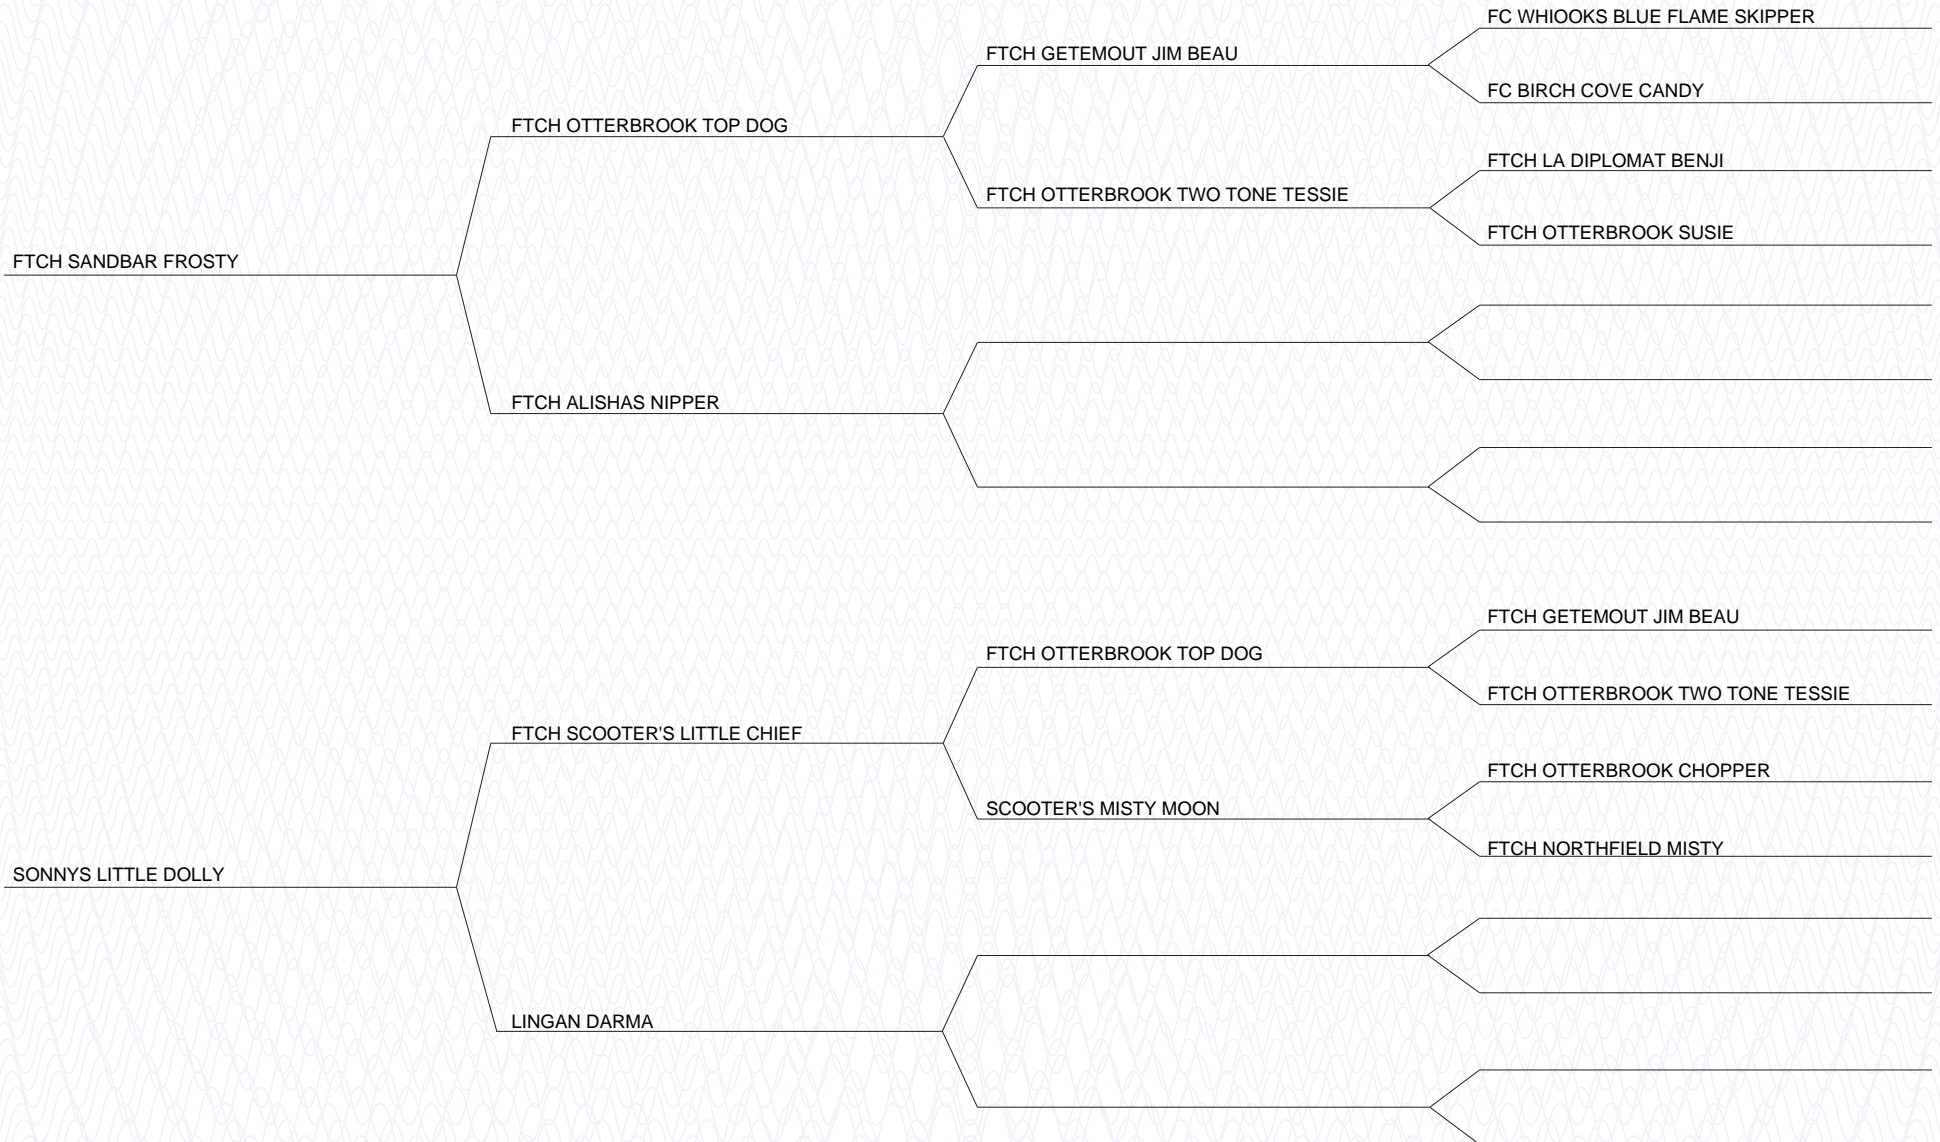 FC WHIOOKS BLUE FLAME SKIPPER
FTCH GETEMOUT JIM BEAU
FC BIRCH COVE CANDY
FTCH OTTERBROOK TOP DOG
FTCH LA DIPLOMAT BENJI
FTCH OTTERBROOK TWO TONE TESSIE
FTCH OTTERBROOK SUSIE
FTCH SANDBAR FROSTY
FTCH ALISHAS NIPPER
FTCH GETEMOUT JIM BEAU
FTCH OTTERBROOK TOP DOG
FTCH OTTERBROOK TWO TONE TESSIE
FTCH SCOOTER'S LITTLE CHIEF
FTCH OTTERBROOK CHOPPER
SCOOTER'S MISTY MOON
FTCH NORTHFIELD MISTY
SONNYS LITTLE DOLLY
LINGAN DARMA